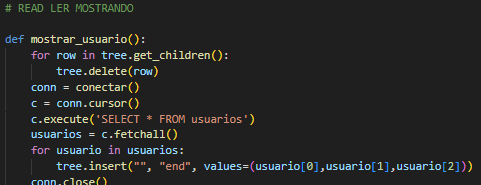 # READ LER MOSTRANDO
def mostrar_usuario():
for row in tree.get_children():
tree.delete(row)
conn = conectar()
c = conn.cursor()
c.execute('SELECT * FROM usuarios')
usuarios = c.fetchall()
for usuario in usuarios:
tree.insert("", "end", values=(usuario[0],usuario[1],usuario[2]))
conn.close()